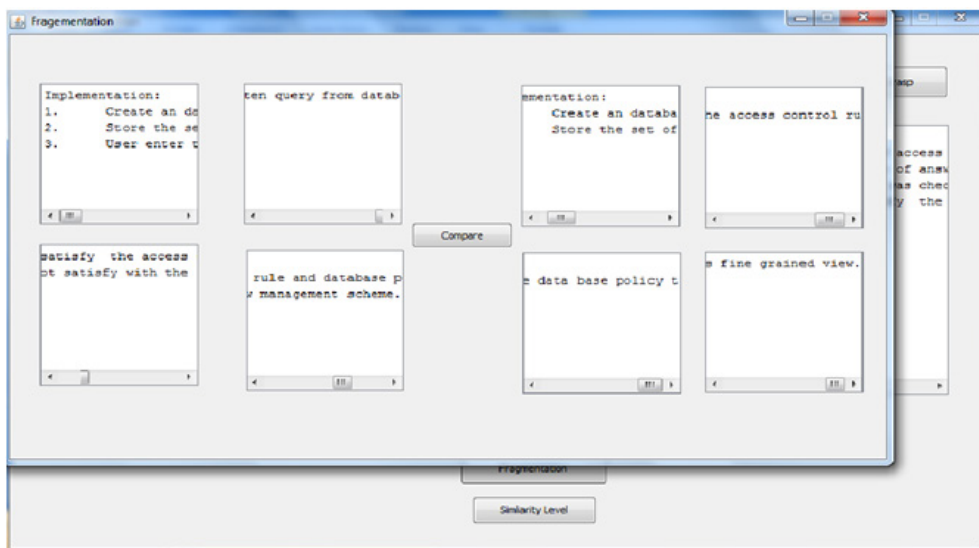 Fragementation
Implementation:
1. Create an da
2. Store the se
3. User enter t
ten query from datab
ementation:
Create an databa
Store the set of
he access control ru
Compare
satisfy the access
ot satisfy with the
rule and database p
w management scheme.
e data base policy t
s fine grained view.
asp
access
of answ
as chec
y the
Fragmentation
Similarity Level